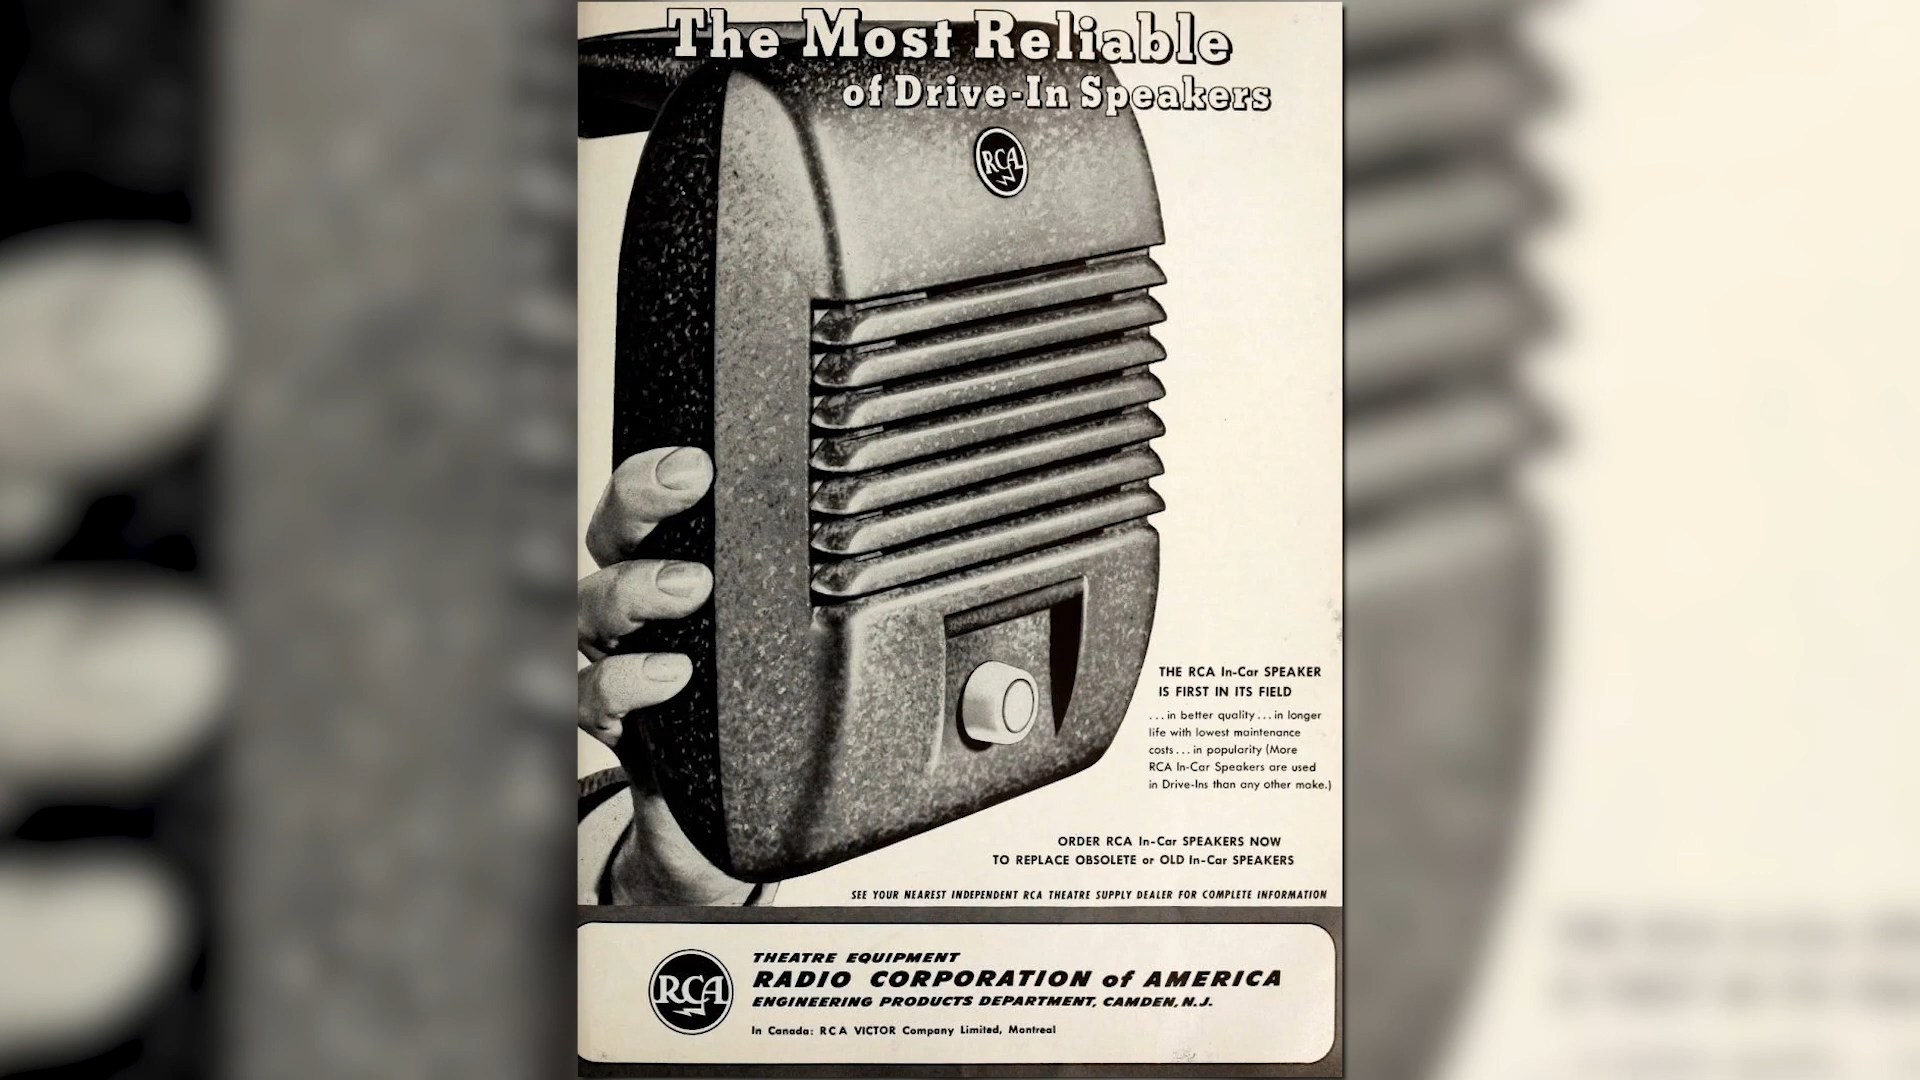 The Most Reliable
of Drive-In Speakers
RCA
THE RCA In-Car SPEAKER
IS FIRST IN ITS FIELD
...in better quality...in longer
life with lowest maintenance
costs...in popularity (More
RCA In-Car Speakers are used
in Drive-Ins than any other make.)
ORDER RCA In-Car SPEAKERS NOW
TO REPLACE OBSOLETE or OLD In-Car SPEAKERS
SEE YOUR NEAREST INDEPENDENT RCA THEATRE SUPPLY DEALER FOR COMPLETE INFORMATION
RCA
THEATRE EQUIPMENT
RADIO CORPORATION of AMERICA
ENGINEERING PRODUCTS DEPARTMENT, CAMDEN, N.J.
In Canada: RCA VICTOR Company Limited, Montreal